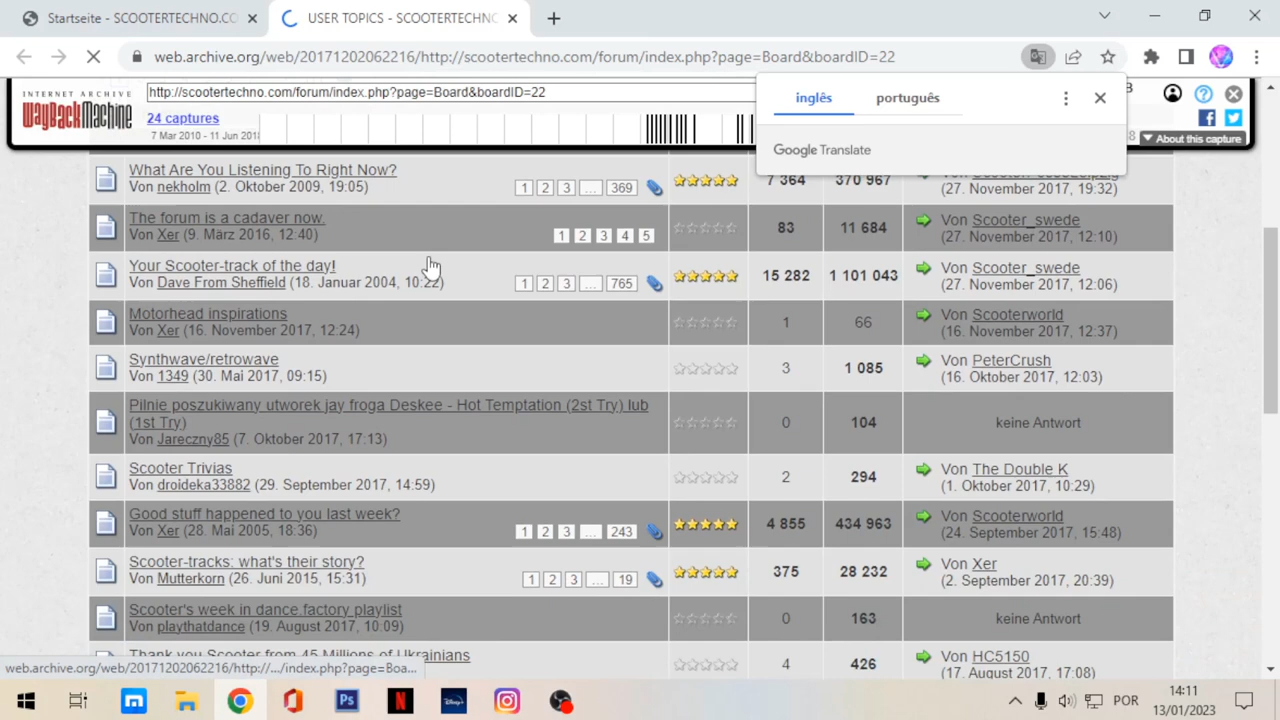 Startseite - SCOOTERTECHNO.CO
USER TOPICS - SCOOTERTECHNO
web.archive.org/web/20171202062216/http://scootertechno.com/forum/index.php?page=Board&boardID=22
INTERNET ARCHIVE
WayBackMachine
http://scootertechno.com/forum/index.php?page=Board&boardID=22
24 captures
7 Mar 2010 - 11 Jun 2018
About this capture
inglês
português
Google Translate
What Are You Listening To Right Now?
Von nekholm (2. Oktober 2009, 19:05)
1 2 3 ... 369
7 364
370 967
(27. November 2017, 19:32)
The forum is a cadaver now.
Von Xer (9. März 2016, 12:40)
1 2 3 4 5
83
11 684
Von Scooter_swede
(27. November 2017, 12:10)
Your Scooter-track of the day!
Von Dave From Sheffield (18. Januar 2004, 10:22)
1 2 3 ... 765
15 282
1 101 043
Von Scooter_swede
(27. November 2017, 12:06)
Motorhead inspirations
Von Xer (16. November 2017, 12:24)
1
66
Von Scooterworld
(16. November 2017, 12:37)
Synthwave/retrowave
Von 1349 (30. Mai 2017, 09:15)
3
1 085
Von PeterCrush
(16. Oktober 2017, 12:03)
Pilnie poszukiwany utworek jay froga Deskee - Hot Temptation (2st Try) lub
(1st Try)
Von Jareczny85 (7. Oktober 2017, 17:13)
0
104
keine Antwort
Scooter Trivias
Von droideka33882 (29. September 2017, 14:59)
2
294
Von The Double K
(1. Oktober 2017, 10:29)
Good stuff happened to you last week?
Von Xer (28. Mai 2005, 18:36)
1 2 3 ... 243
4 855
434 963
Von Scooterworld
(24. September 2017, 15:48)
Scooter-tracks: what's their story?
Von Mutterkorn (26. Juni 2015, 15:31)
1 2 3 ... 19
375
28 232
Von Xer
(2. September 2017, 20:39)
Scooter's week in dance.factory playlist
Von playthatdance (19. August 2017, 10:09)
0
163
keine Antwort
Thank you Scooter from 45 Millions of Ukrainians
4
426
Von HC5150
(17. August 2017, 17:08)
web.archive.org/web/20171202062216/http://.../index.php?page=Boa...
POR
14:11
13/01/2023